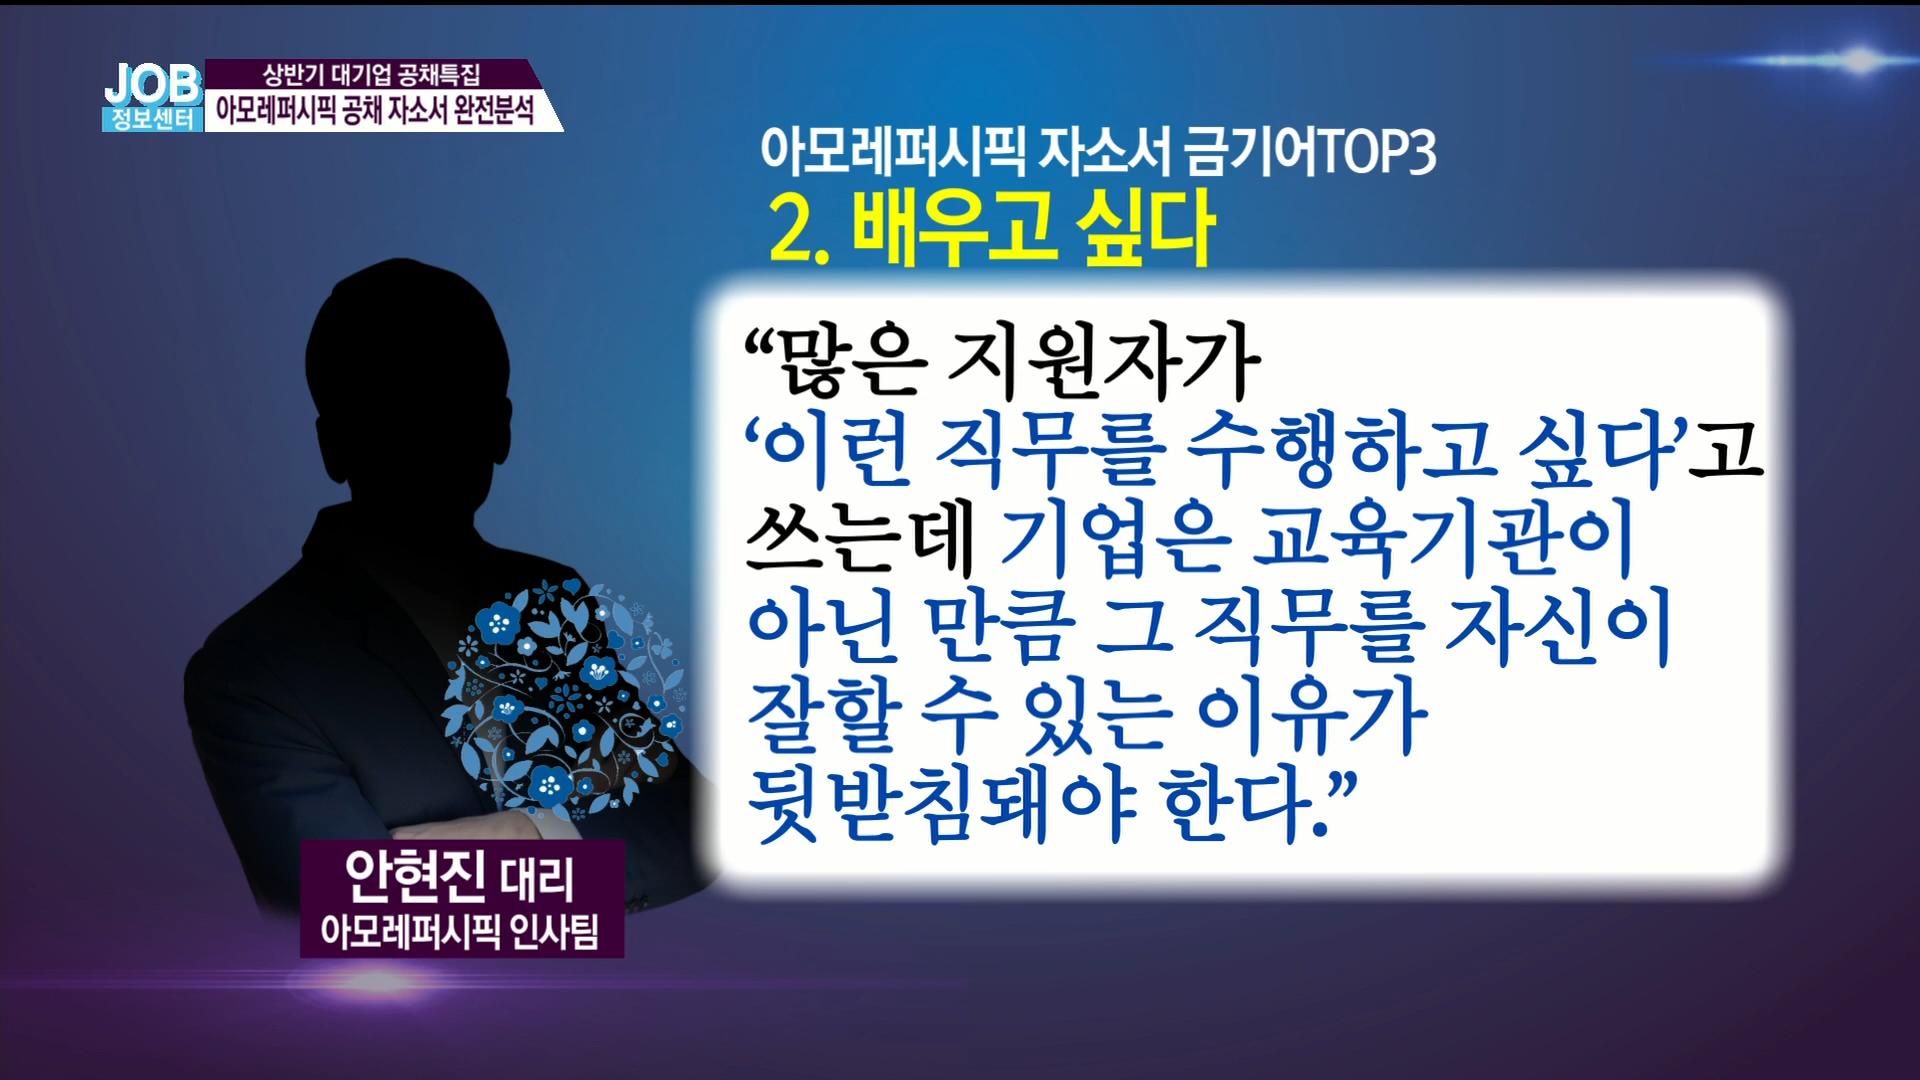 JOB
정보센터
상반기 대기업 공채특집
아모레퍼시픽 공채 자소서 완전분석
아모레퍼시픽 자소서 금기어TOP3
2. 배우고 싶다
“많은 지원자가
‘이런 직무를 수행하고 싶다’고
쓰는데 기업은 교육기관이
아닌 만큼 그 직무를 자신이
잘할 수 있는 이유가
뒷받침돼야 한다.”
안현진 대리
아모레퍼시픽 인사팀